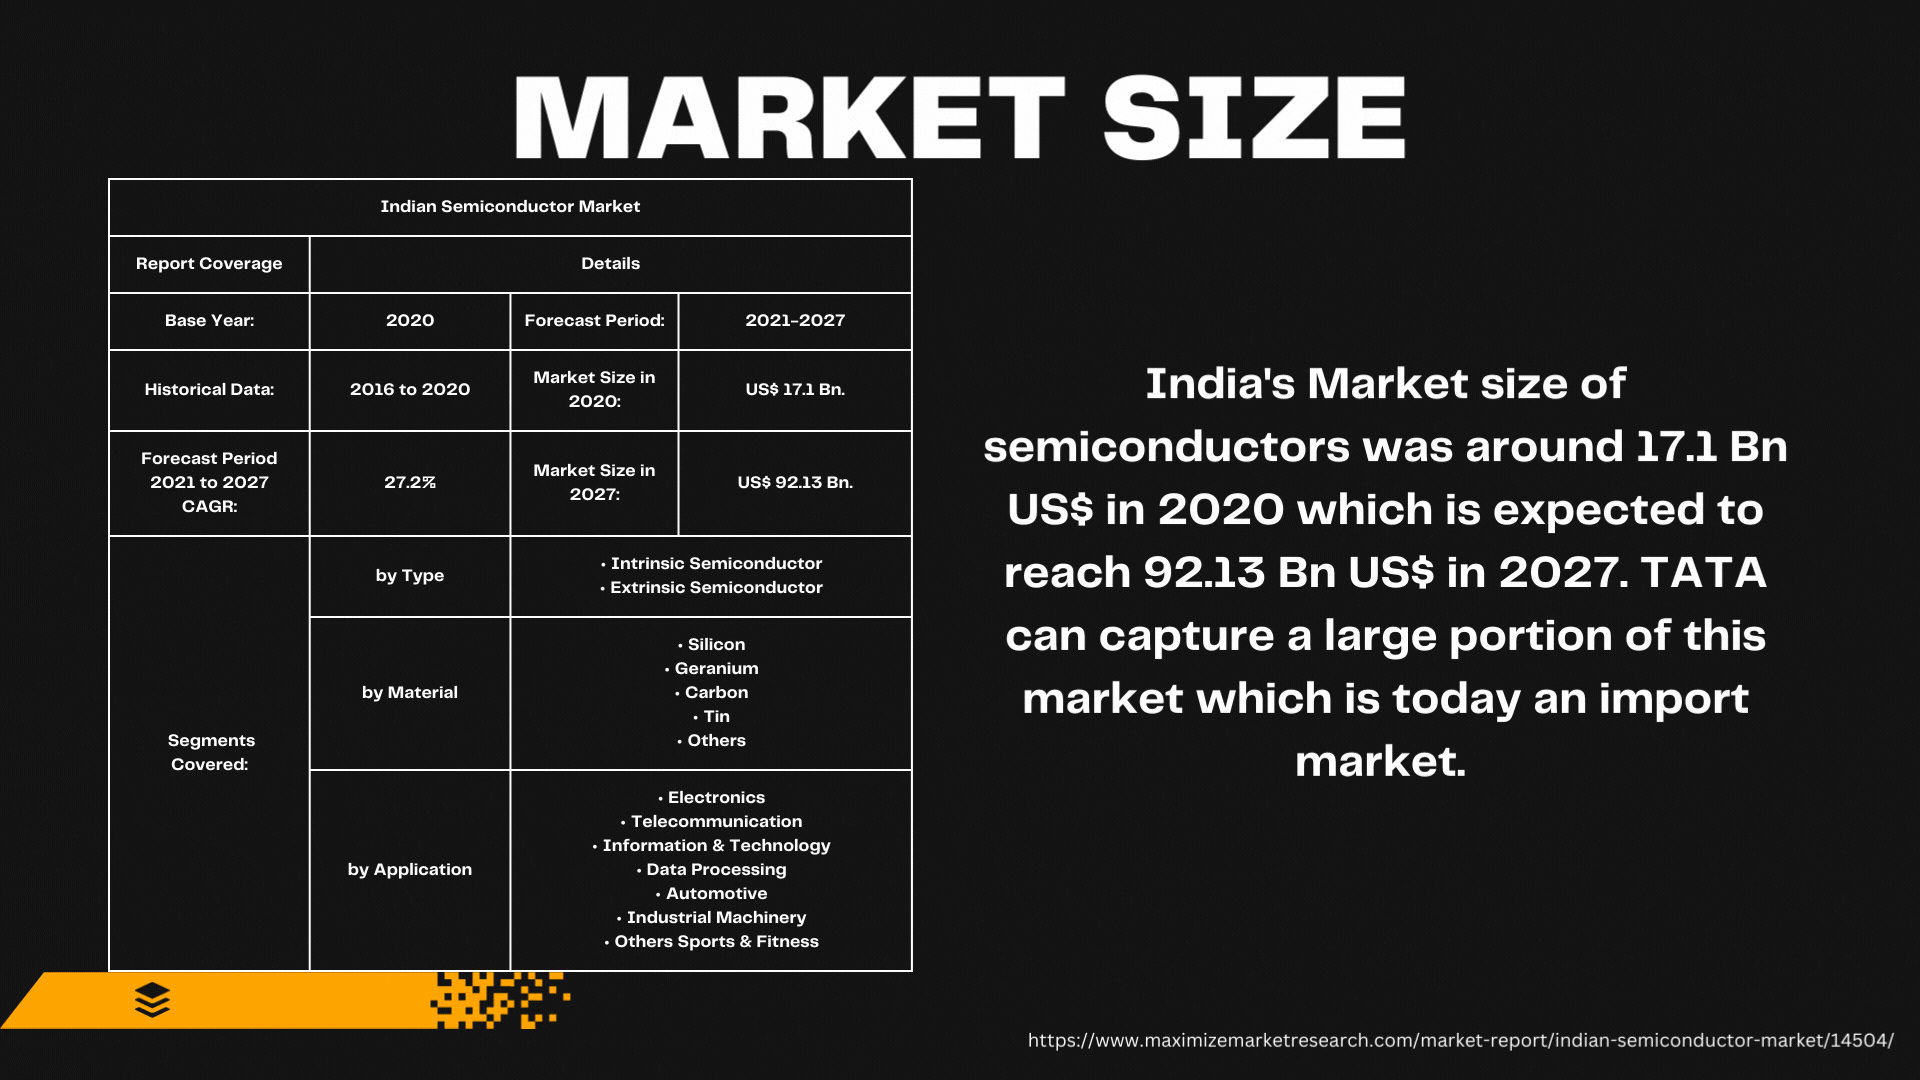 MARKET SIZE
Indian Semiconductor Market
Report Coverage
Details
Base Year:
2020
Forecast Period:
2021-2027
Historical Data:
2016 to 2020
Market Size in
2020:
US$ 17.1 Bn.
Forecast Period
2021 to 2027
CAGR:
27.2%
Market Size in
2027:
US$ 92.13 Bn.
Segments
Covered:
by Type
• Intrinsic Semiconductor
• Extrinsic Semiconductor
by Material
• Silicon
• Geranium
• Carbon
• Tin
• Others
by Application
• Electronics
• Telecommunication
• Information & Technology
• Data Processing
• Automotive
• Industrial Machinery
• Others Sports & Fitness
India's Market size of
semiconductors was around 17.1 Bn
US$ in 2020 which is expected to
reach 92.13 Bn US$ in 2027. TATA
can capture a large portion of this
market which is today an import
market.
https://www.maximizemarketresearch.com/market-report/indian-semiconductor-market/14504/